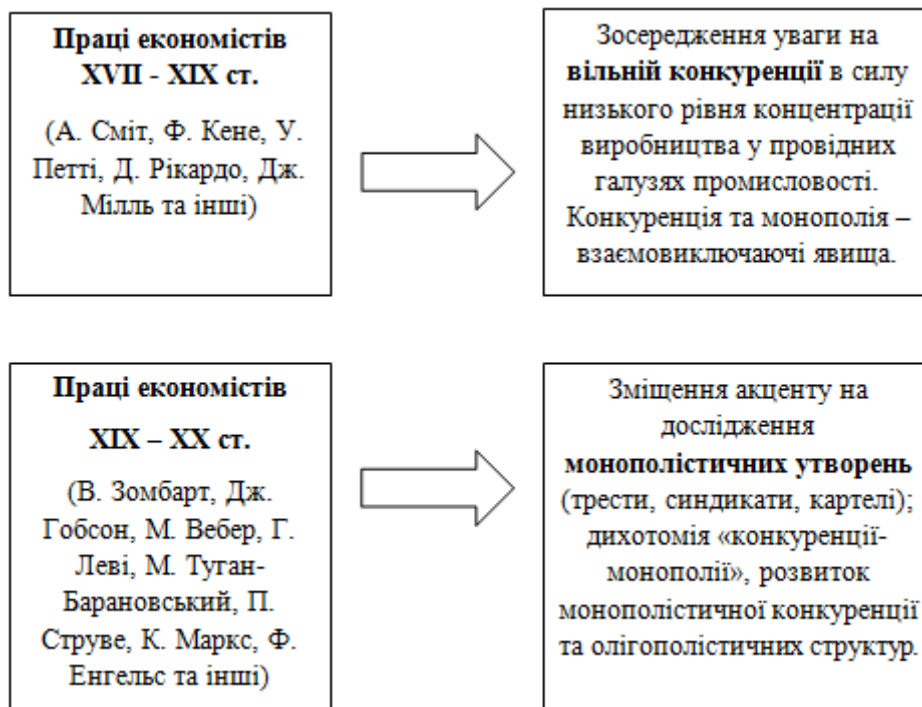 Праці економістів
XVII - XIX ст.
(А. Сміт, Ф. Кене, У.
Петті, Д. Рікардо, Дж.
Мілль та інші)
Зосередження уваги на
вільній конкуренції в силу
низького рівня концентрації
виробництва у провідних
галузях промисловості.
Конкуренція та монополія –
взаємовиключаючі явища.
Праці економістів
XIX – XX ст.
(В. Зомбарт, Дж.
Гобсон, М. Вебер, Г.
Леві, М. Туган-
Барановський, П.
Струве, К. Маркс, Ф.
Енгельс та інші)
Зміщення акценту на
дослідження
монополістичних утворень
(трести, синдикати, картелі);
дихотомія «конкуренції-
монополії», розвиток
монополістичної конкуренції
та олігополістичних структур.